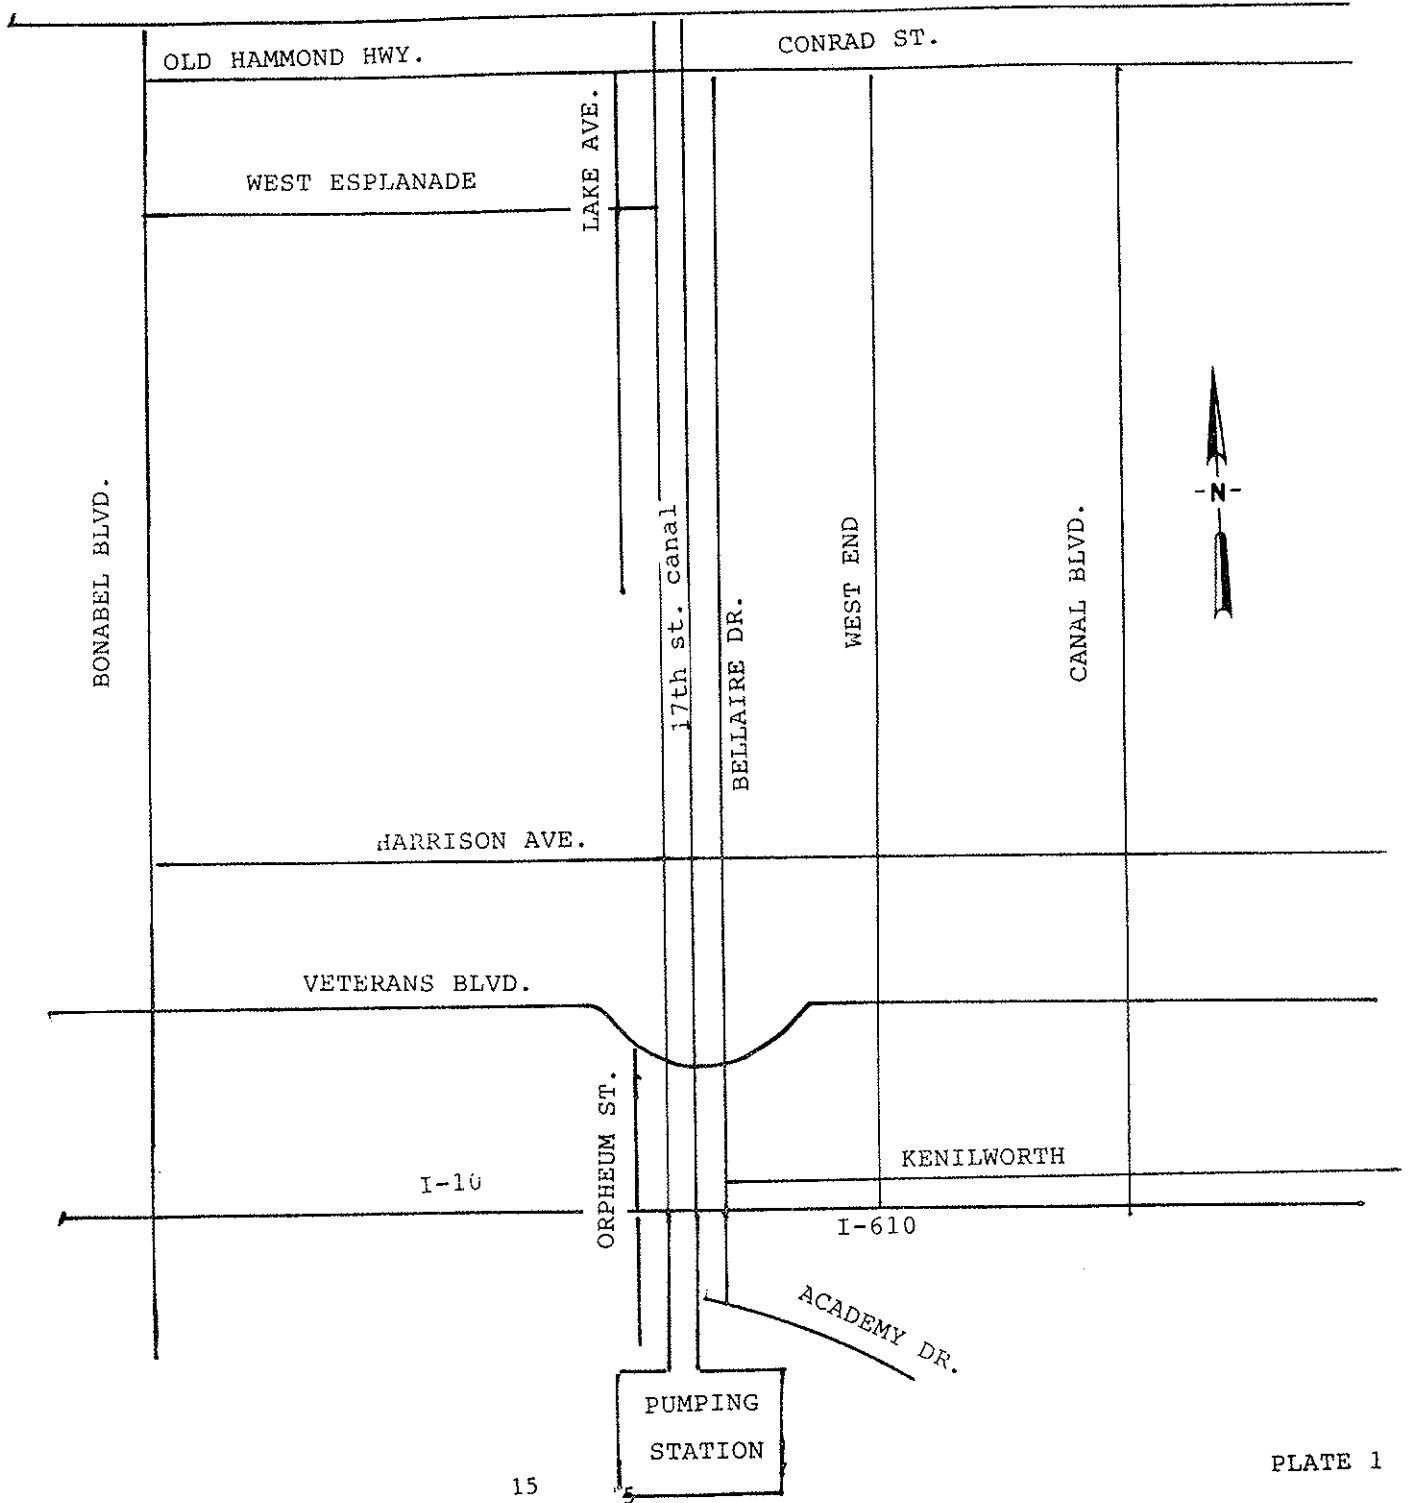 CONRAD ST.
OLD HAMMOND HWY.
LAKE AVE.
WEST ESPLANADE
-N-
BONABEL BLVD.
17th st. canal
BELLAIRE DR.
WEST END
CANAL BLVD.
HARRISON AVE.
VETERANS BLVD.
ORPHEUM ST.
KENILWORTH
I-10
I-610
ACADEMY DR.
PUMPING
STATION
PLATE 1
15
5